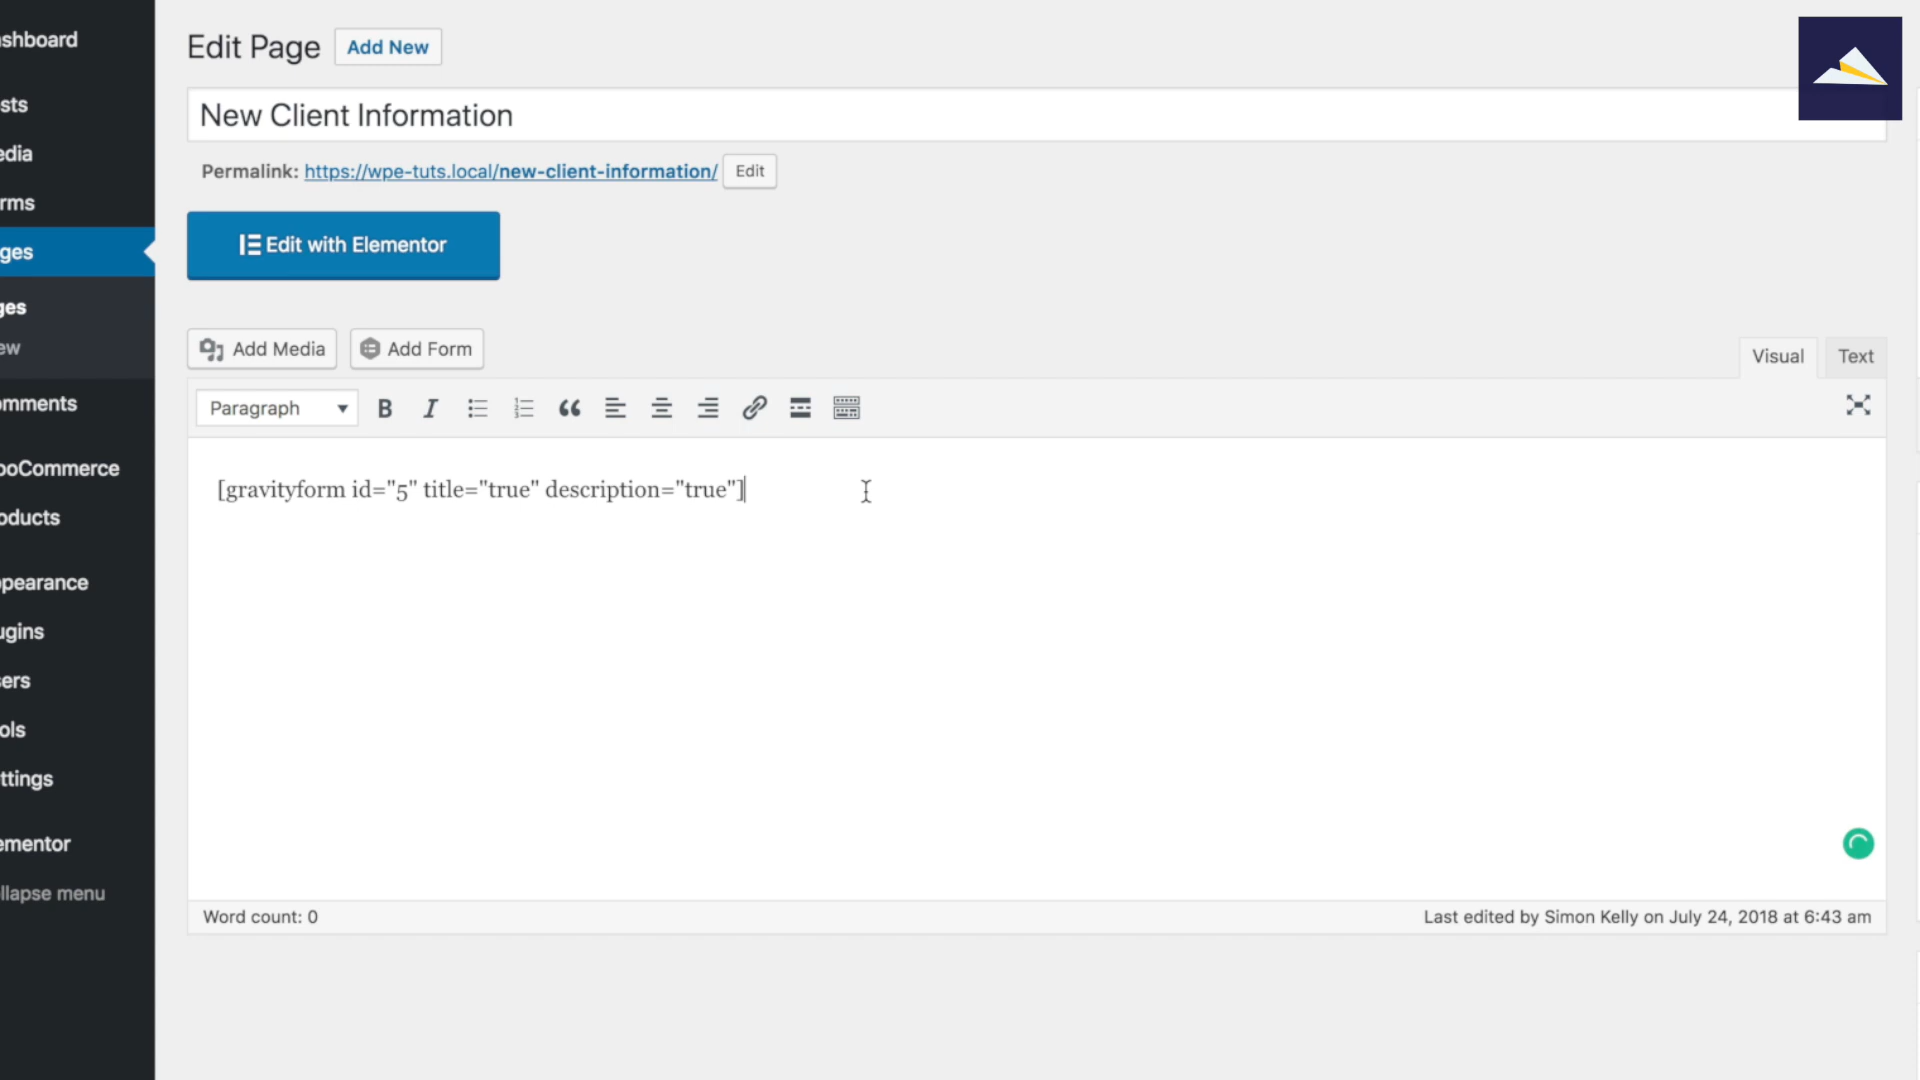 shboard
sts
edia
rms
ges
ges
ew
omments
ooCommerce
oducts
ppearance
ugins
ers
ols
ttings
ementor
llapse menu
Edit Page Add New
New Client Information
Permalink: https://wpe-tuts.local/new-client-information/ Edit
Edit with Elementor
Add Media Add Form
Visual Text
Paragraph
[gravityform id="5" title="true" description="true"]
Word count: 0
Last edited by Simon Kelly on July 24, 2018 at 6:43 am